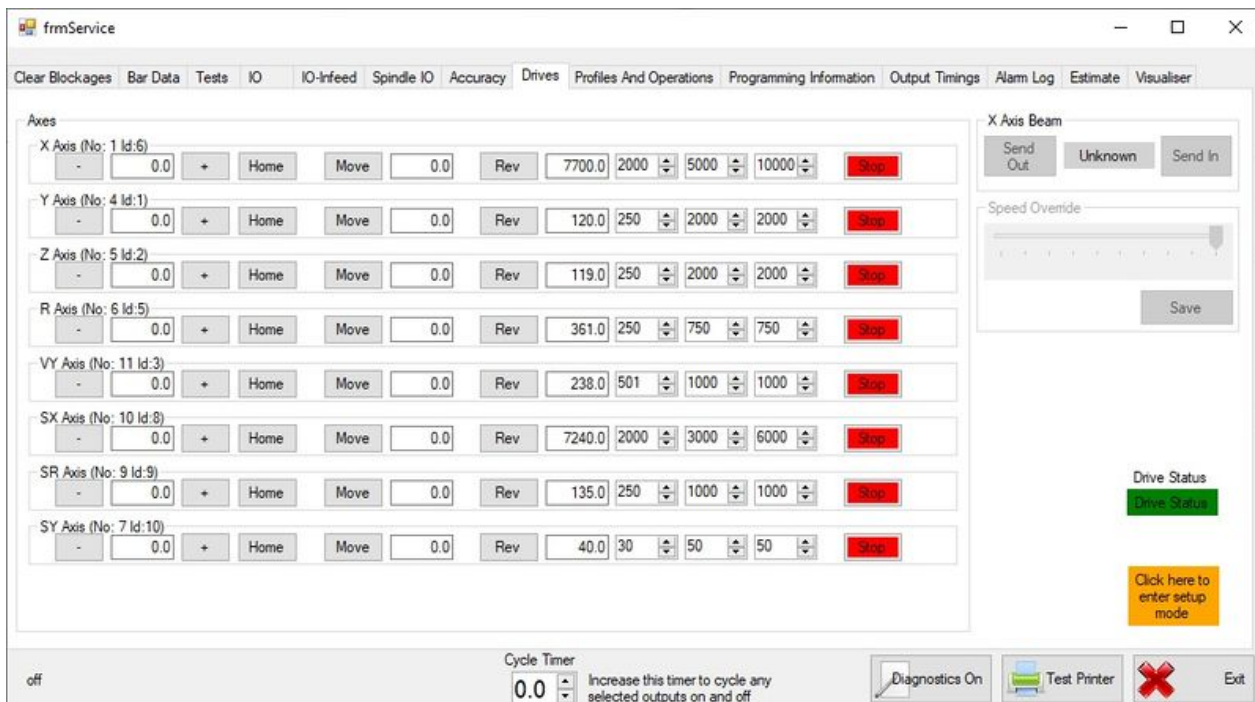 frmService
Clear Blockages Bar Data Tests IO IO-Infeed Spindle IO Accuracy Drives Profiles And Operations Programming Information Output Timings Alarm Log Estimate Visualiser
Axes
X Axis (No: 1 Id:6)
- 0.0 + Home Move 0.0 Rev 7700.0 2000 5000 10000 Stop
Y Axis (No: 4 Id:1)
- 0.0 + Home Move 0.0 Rev 120.0 250 2000 2000 Stop
Z Axis (No: 5 Id:2)
- 0.0 + Home Move 0.0 Rev 119.0 250 2000 2000 Stop
R Axis (No: 6 Id:5)
- 0.0 + Home Move 0.0 Rev 361.0 250 750 750 Stop
VY Axis (No: 11 Id:3)
- 0.0 + Home Move 0.0 Rev 238.0 501 1000 1000 Stop
SX Axis (No: 10 Id:8)
- 0.0 + Home Move 0.0 Rev 7240.0 2000 3000 6000 Stop
SR Axis (No: 9 Id:9)
- 0.0 + Home Move 0.0 Rev 135.0 250 1000 1000 Stop
SY Axis (No: 7 Id:10)
- 0.0 + Home Move 0.0 Rev 40.0 30 50 50 Stop
X Axis Beam
Send
Out
Unknown
Send In
Speed Override
Save
Drive Status
Drive Status
Click here to
enter setup
mode
off
Cycle Timer
0.0
Increase this timer to cycle any
selected outputs on and off
Diagnostics On
Test Printer
Exit